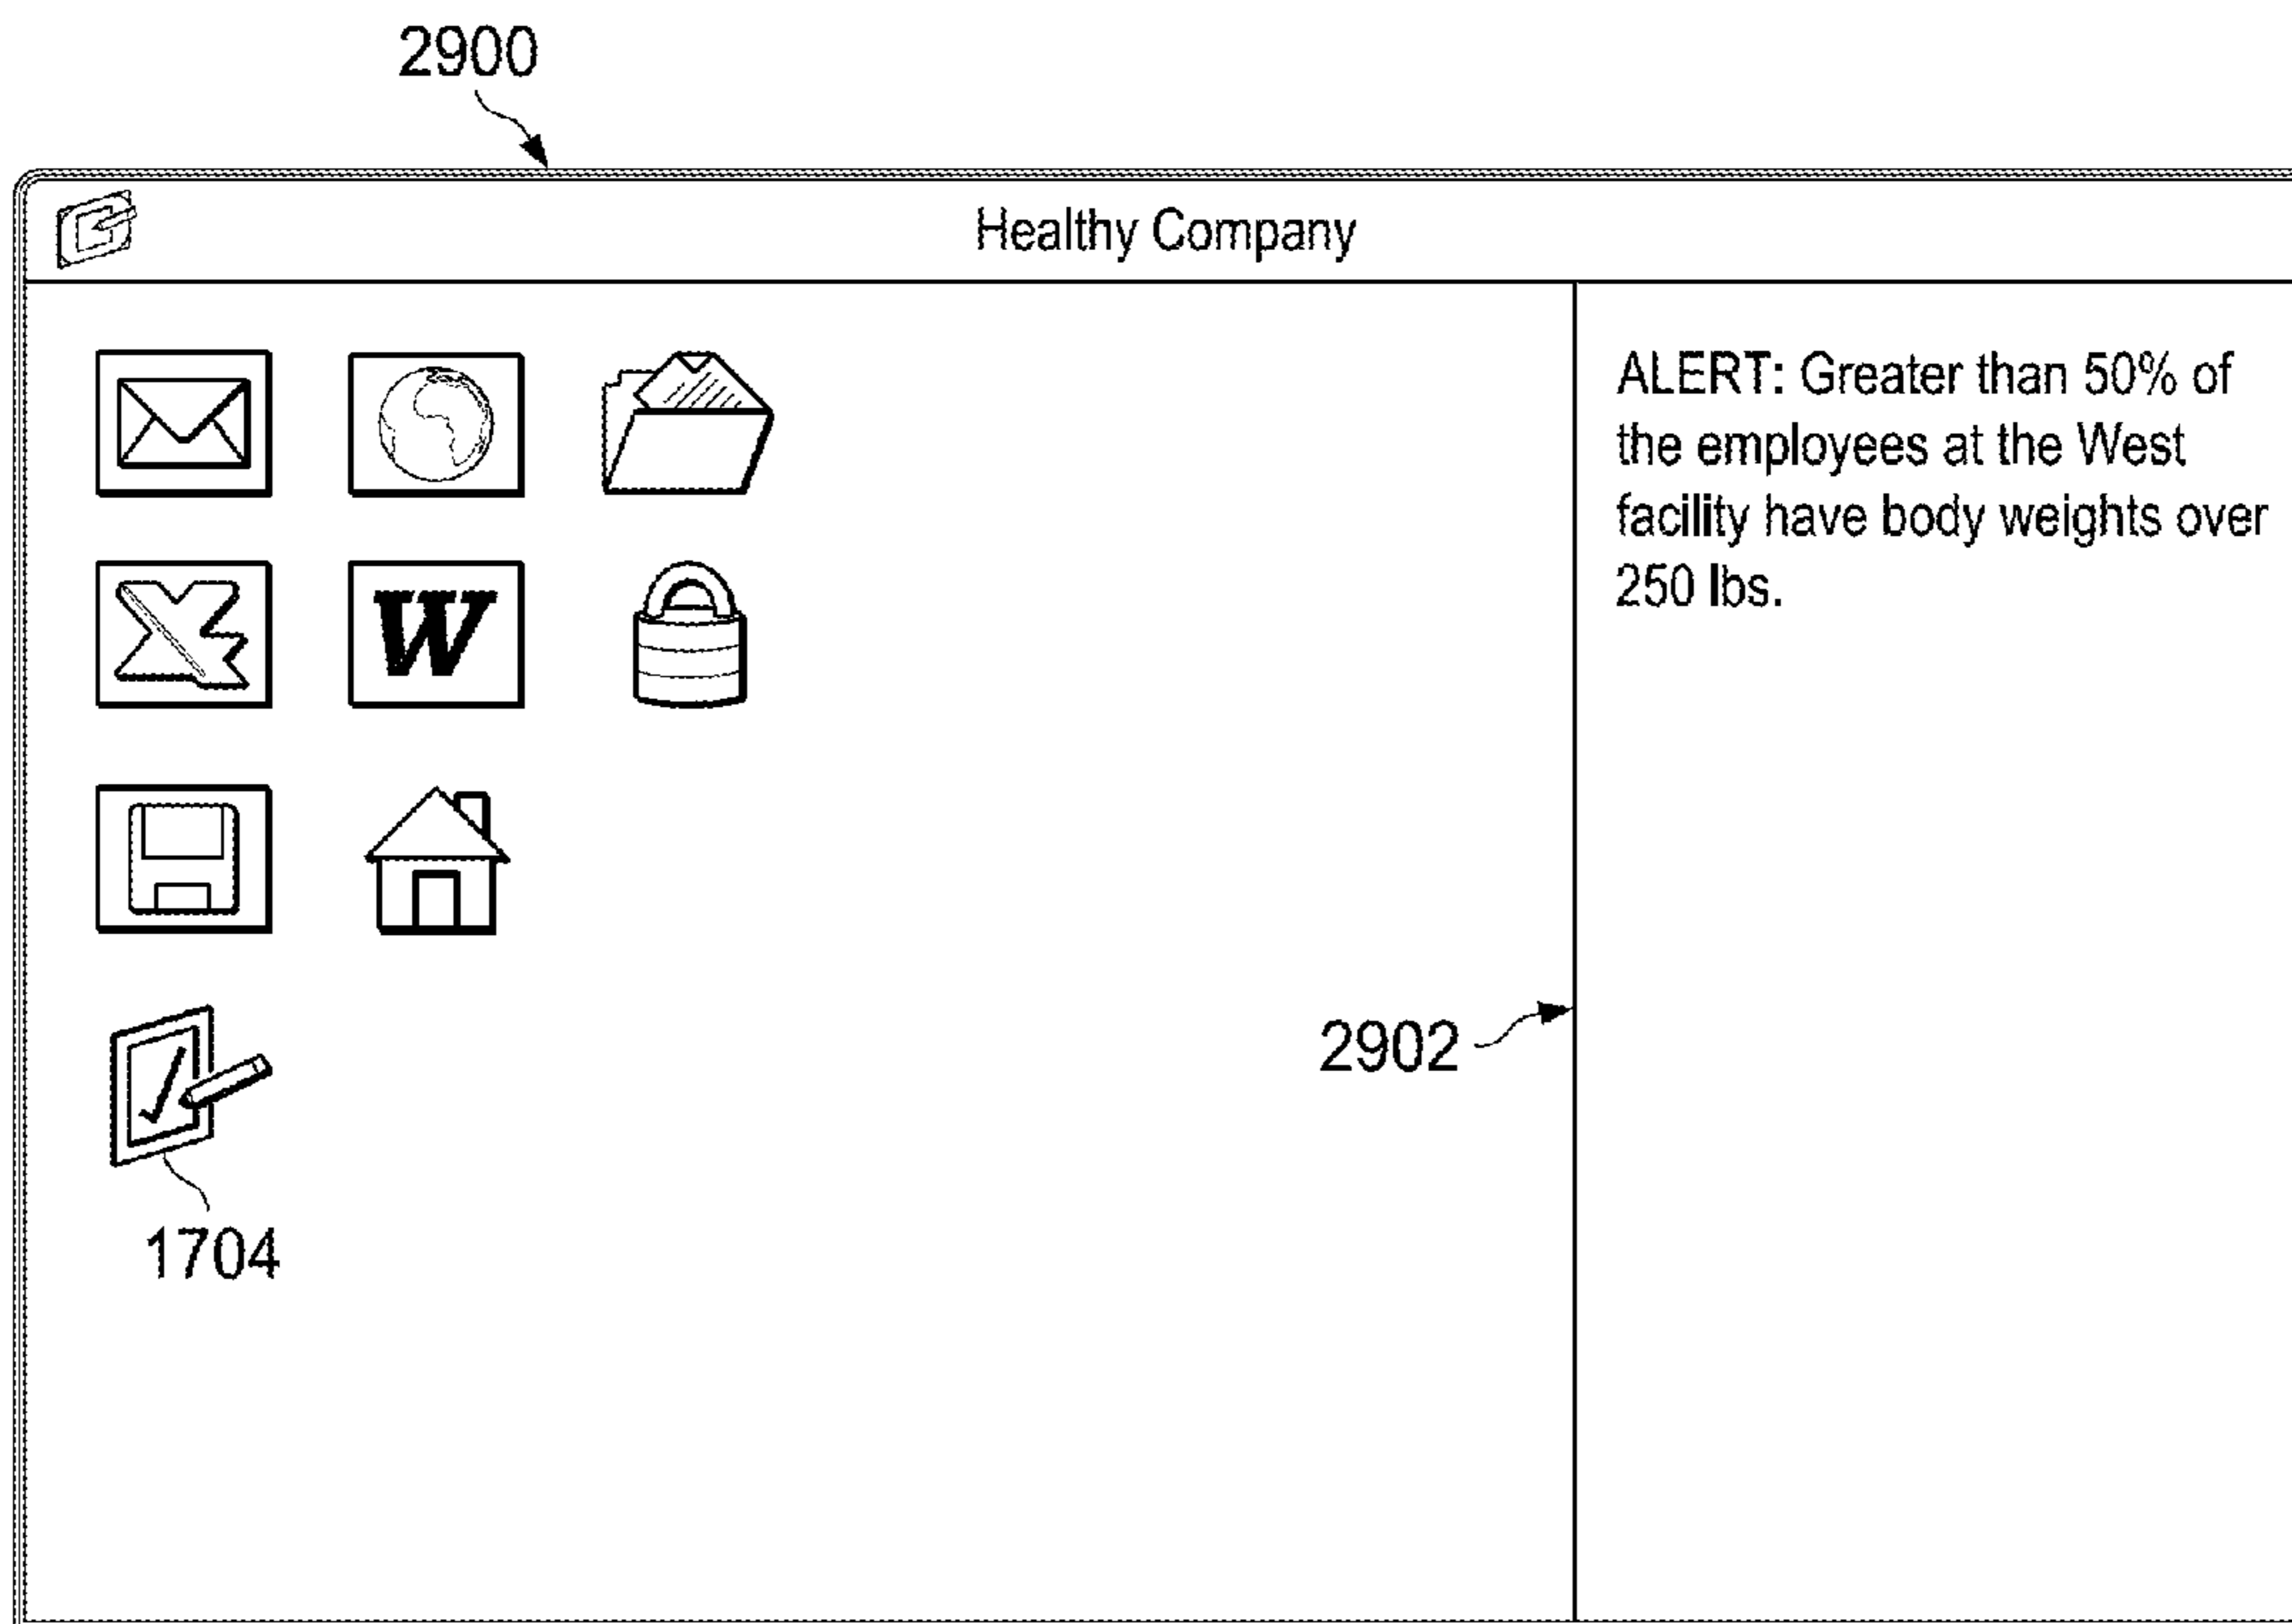 2900
Healthy Company
ALERT: Greater than 50% of
the employees at the West
facility have body weights over
250 lbs.
W
2902
1704